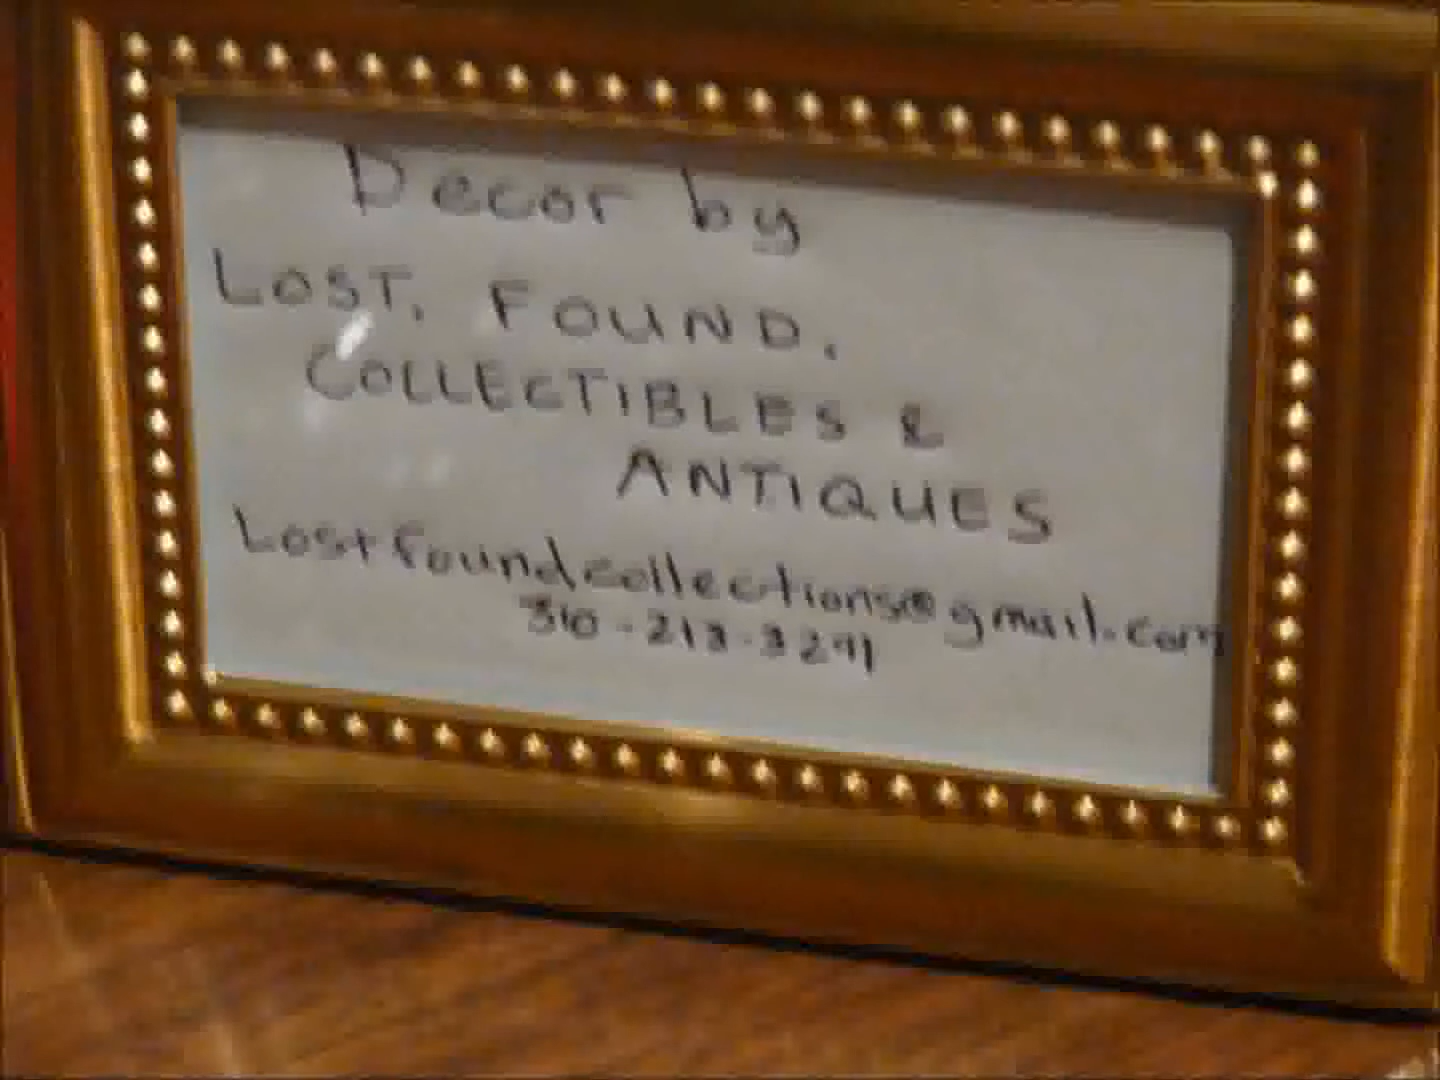 Decor by
LOST, FOUND,
COLLECTIBLES &
ANTIQUES
Lostfoundcollections@gmail.com
310-213-3291